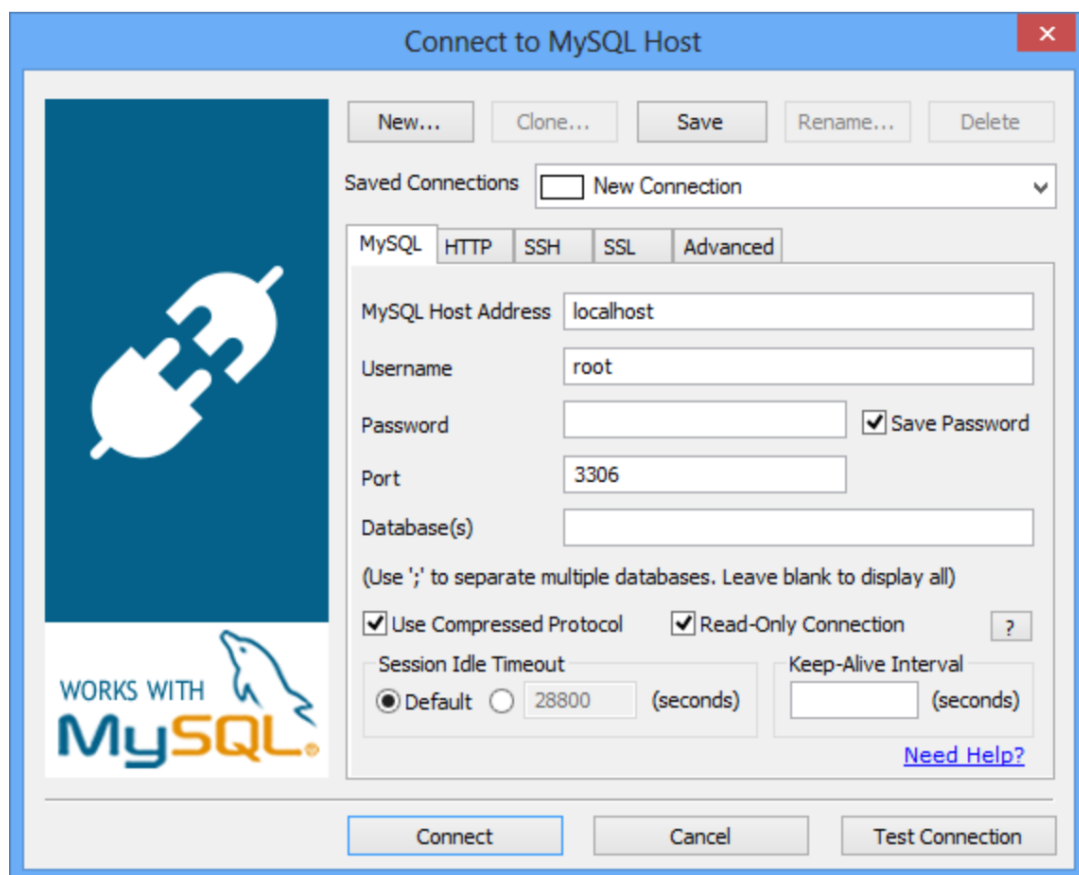 Connect to MySQL Host
New... Clone... Save Rename... Delete
Saved Connections New Connection
MySQL HTTP SSH SSL Advanced
MySQL Host Address localhost
Username root
Password Save Password
Port 3306
Database(s)
(Use ';' to separate multiple databases. Leave blank to display all)
Use Compressed Protocol Read-Only Connection ?
Session Idle Timeout Keep-Alive Interval
Default 28800 (seconds) (seconds)
Need Help?
WORKS WITH
MySQL®
Connect Cancel Test Connection